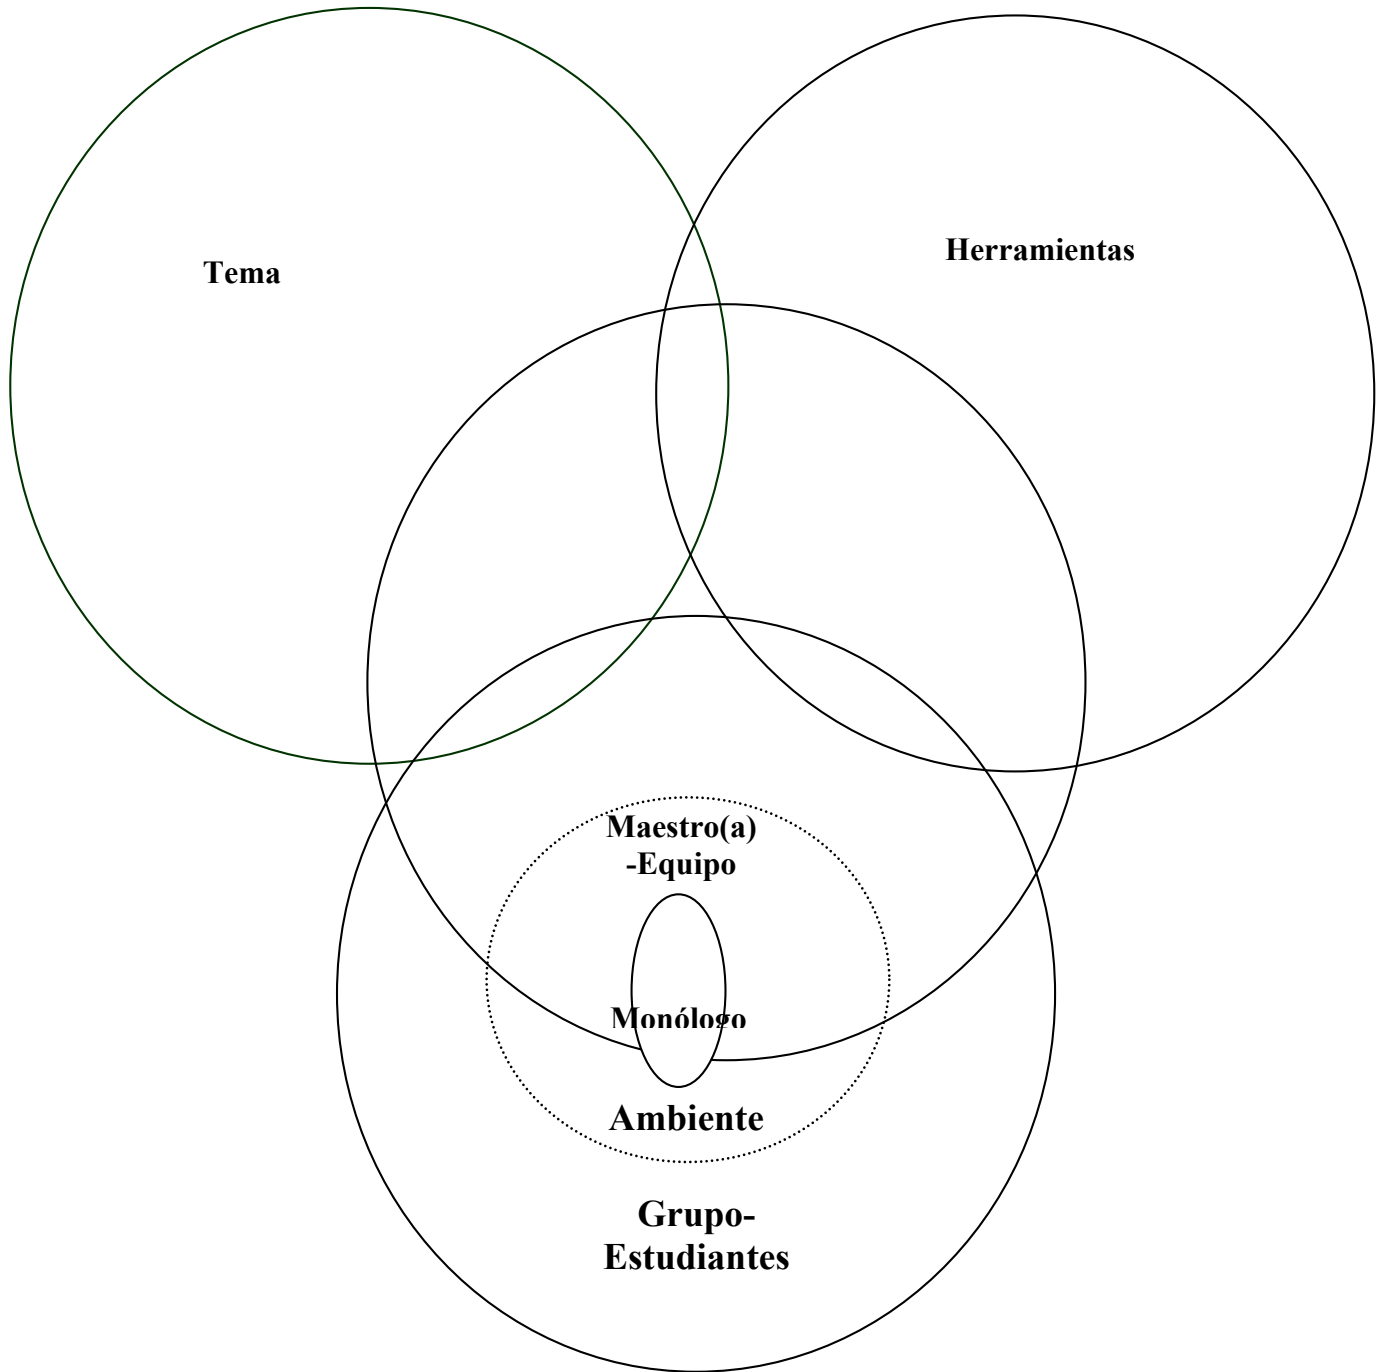 Herramientas
Tema
Maestro(a)
-Equipo
Monólogo
Ambiente
Grupo-
Estudiantes